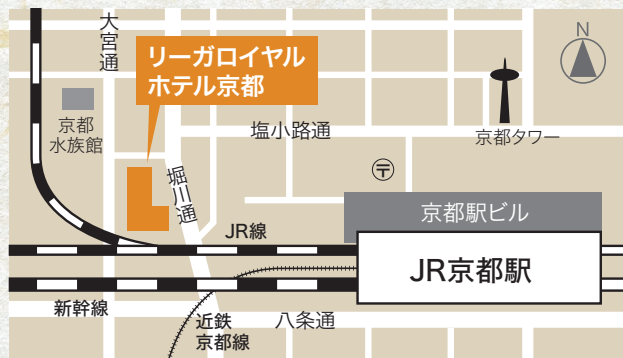 大宮通
リーガロイヤル
ホテル京都
N
京都
水族館
塩小路通
京都タワー
堀川通
〒
京都駅ビル
JR線
JR京都駅
新幹線
近鉄
京都線
八条通